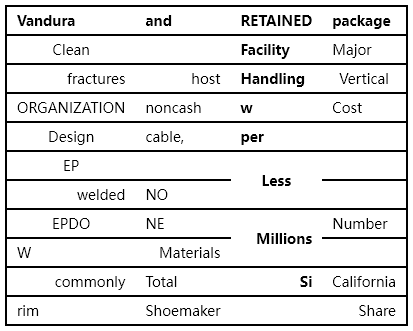 Vandura and RETAINED package
Clean Facility Major
fractures host Handling Vertical
ORGANIZATION noncash w Cost
Design cable, per
EP
Less
welded NO
EPDO NE Number
Millions
W Materials
commonly Total Si California
rim Shoemaker Share